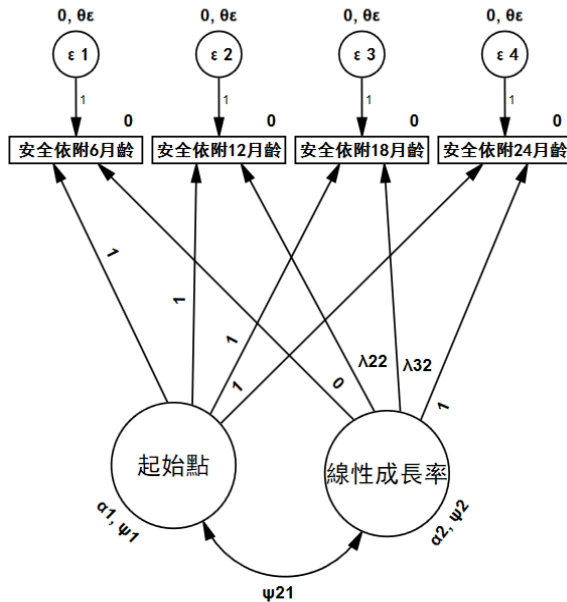 0, θε
0, θε
0, θε
0, θε
ε 1
ε 2
ε 3
ε 4
1
1
1
1
0
0
0
0
安全依附6月齡
安全依附12月齡
安全依附18月齡
安全依附24月齡
1
1
1
1
0
λ22
λ32
1
起始點
線性成長率
α1, ψ1
α2, ψ2
ψ21